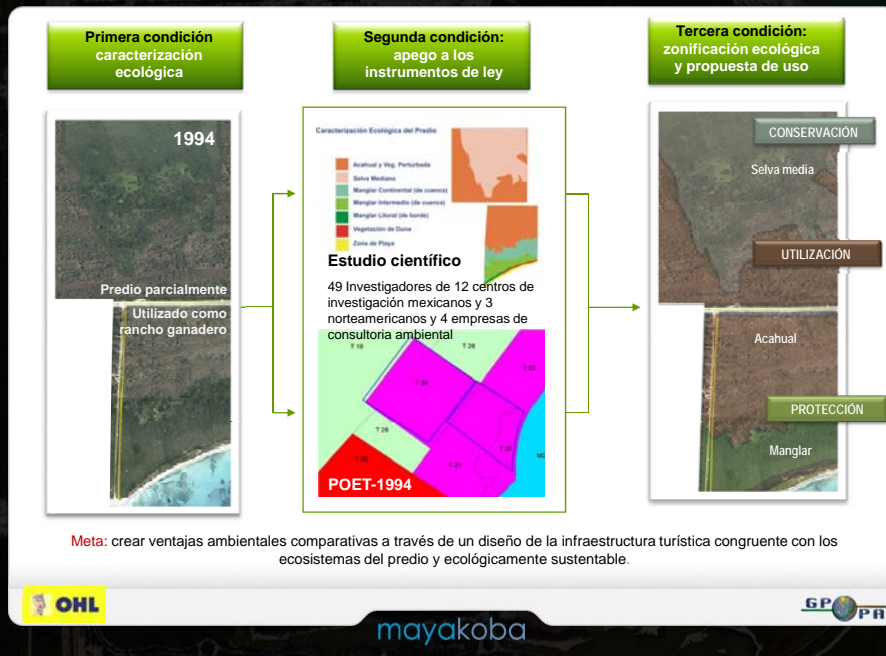 Primera condición
caracterización
ecológica
Segunda condición:
apego a los
instrumentos de ley
Tercera condición:
zonificación ecológica
y propuesta de uso
1994
Predio parcialmente
Utilizado como
rancho ganadero
Caracterización Ecológica del Predio
Acahual y Veg. Perturbada
Selva Mediana
Manglar Continental (de cuenca)
Manglar Intermedio (de cuenca)
Manglar Litoral (de borde)
Vegetación de Duna
Zona de Playa
Estudio científico
49 Investigadores de 12 centros de
investigación mexicanos y 3
norteamericanos y 4 empresas de
consultoria ambiental
T 26
T 24
T 26
T 21
POET-1994
CONSERVACIÓN
Selva media
UTILIZACIÓN
Acahual
PROTECCIÓN
Manglar
Meta: crear ventajas ambientales comparativas a través de un diseño de la infraestructura turística congruente con los
ecosistemas del predio y ecológicamente sustentable.
OHL
mayakoba
GP PA